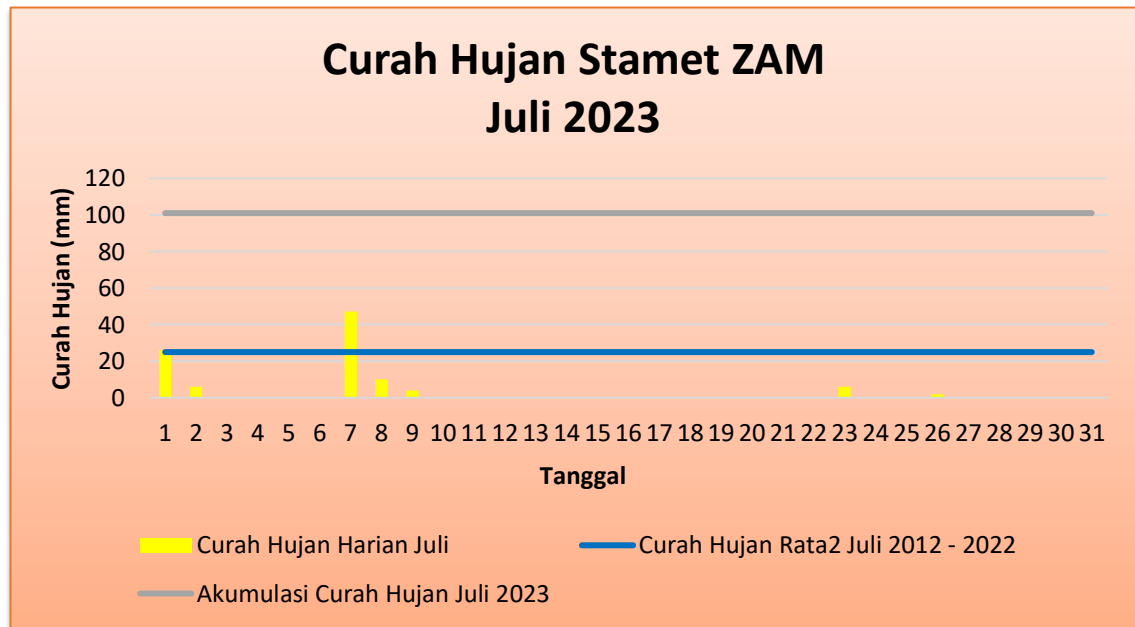 Curah Hujan Stamet ZAM
Juli 2023
Curah Hujan (mm)
120
100
80
60
40
20
0
1 2 3 4 5 6 7 8 9 10 11 12 13 14 15 16 17 18 19 20 21 22 23 24 25 26 27 28 29 30 31
Tanggal
Curah Hujan Harian Juli
Curah Hujan Rata2 Juli 2012 - 2022
Akumulasi Curah Hujan Juli 2023